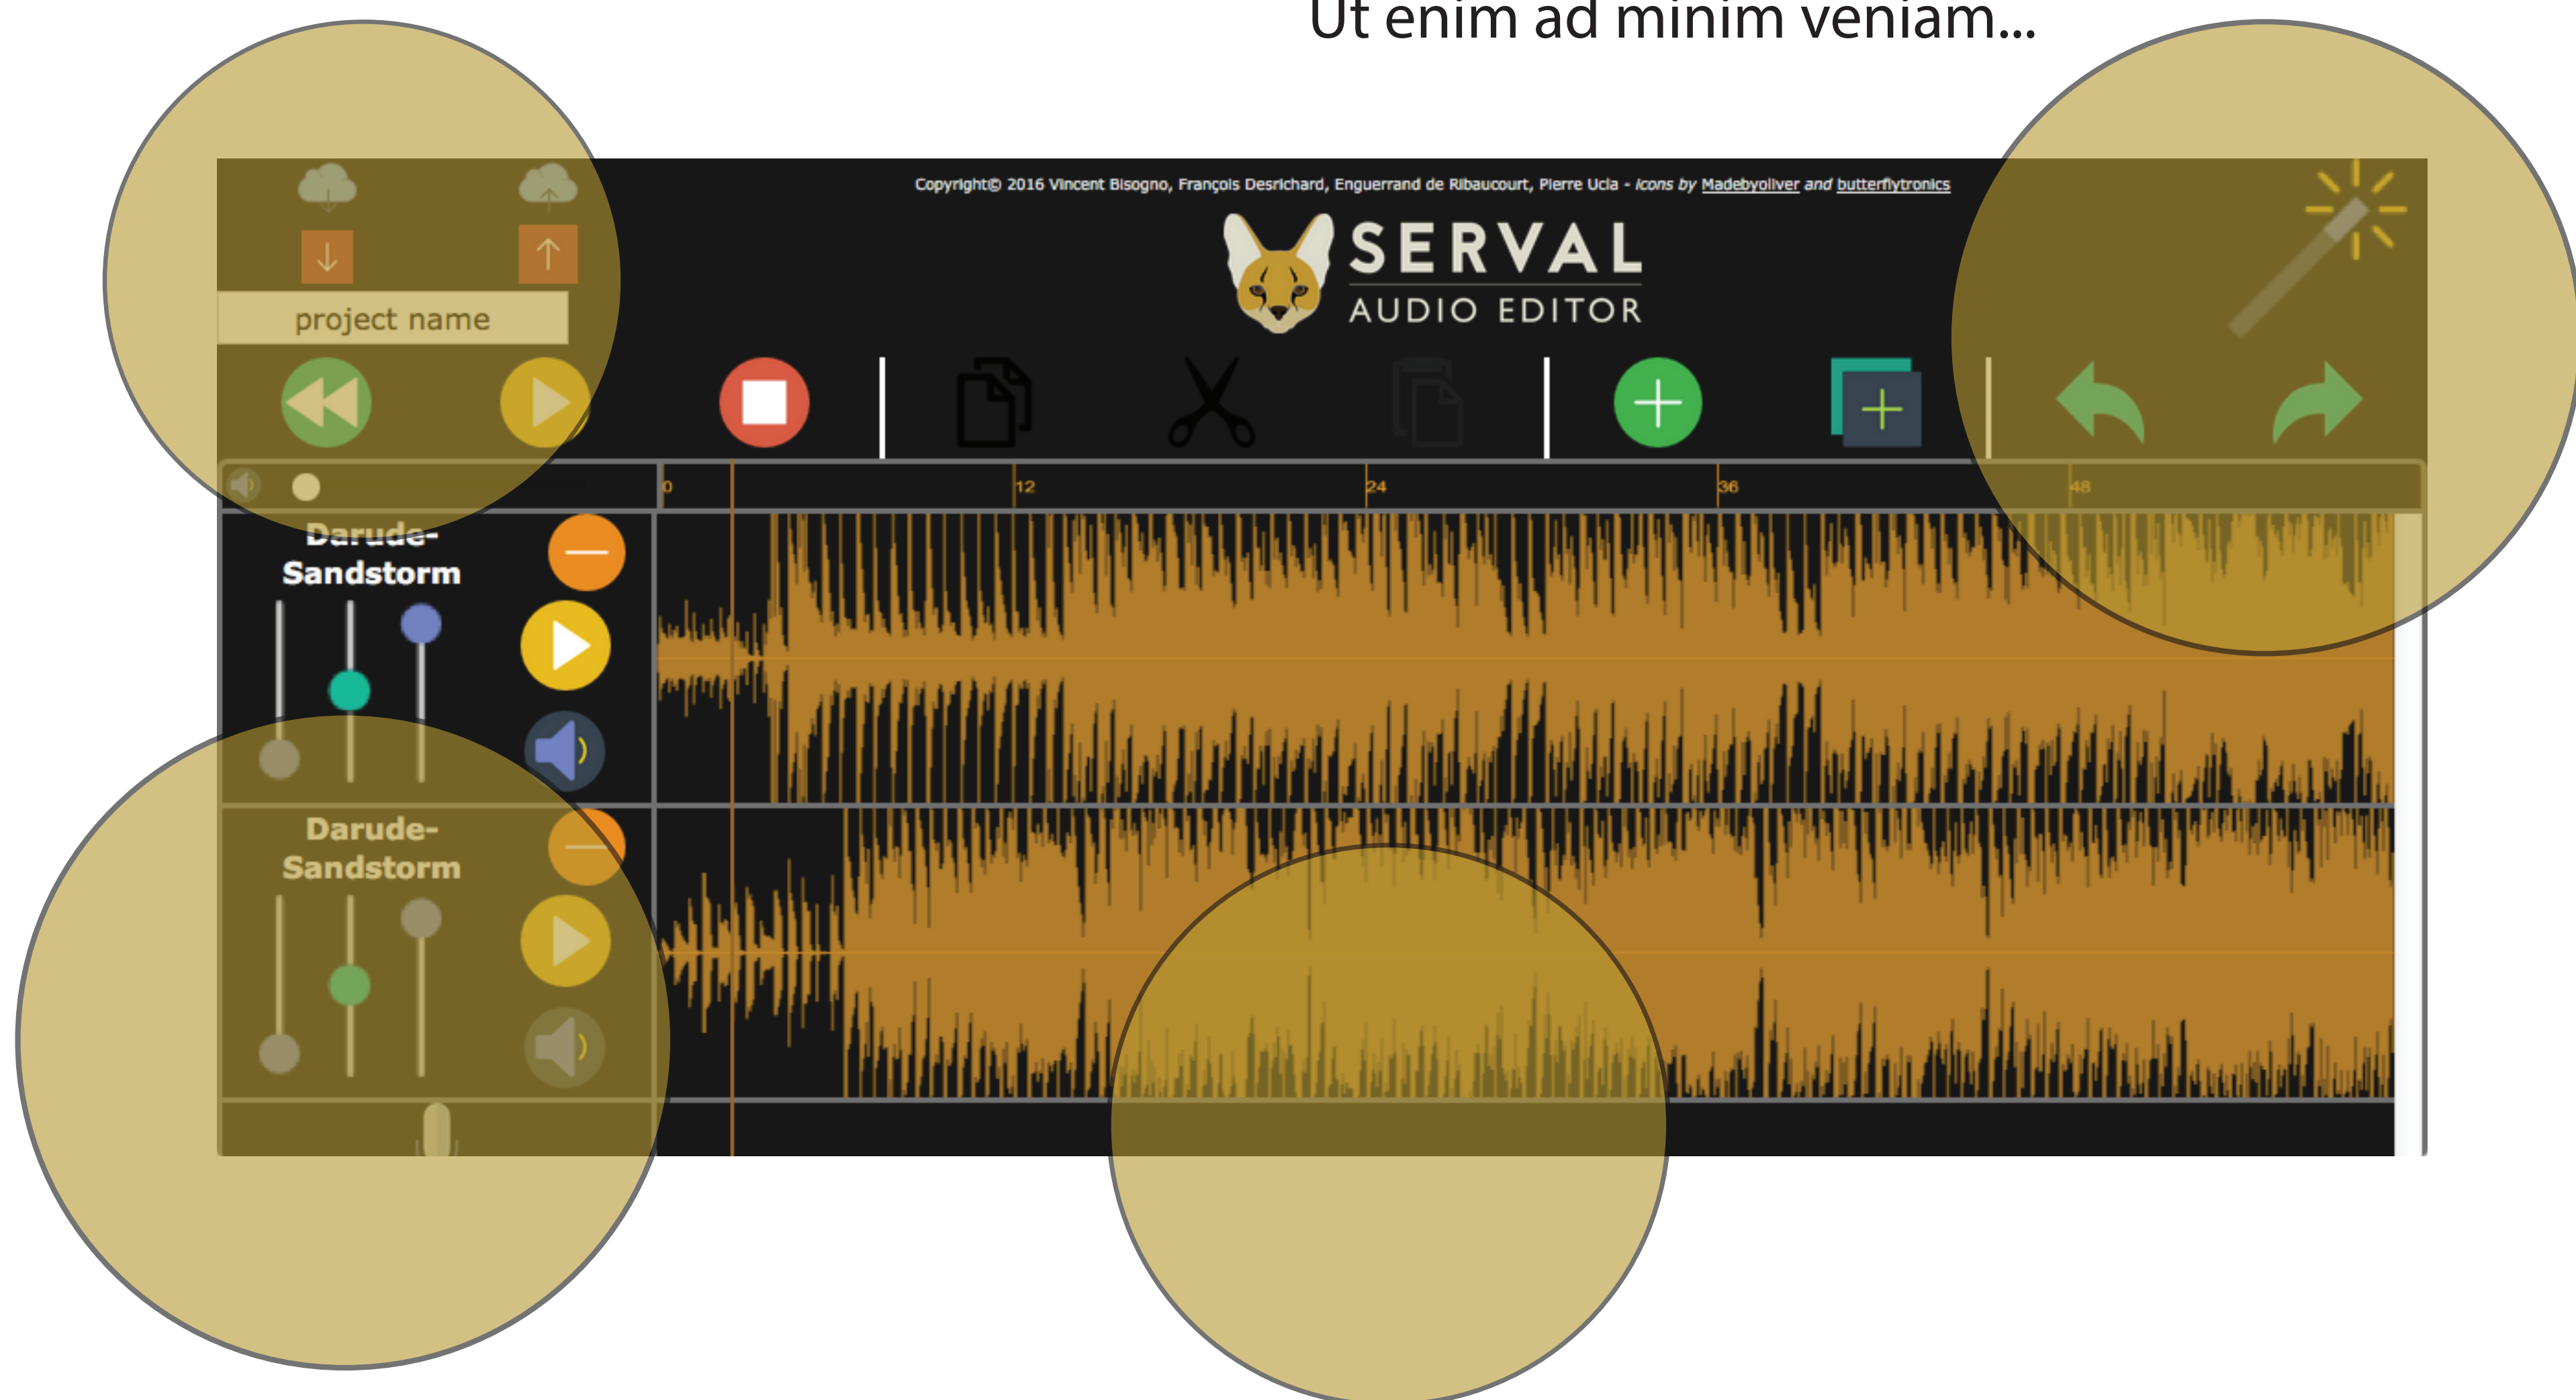 Ut enim ad minim veniam...
Copyright© 2016 Vincent Bisogno, François Desrichard, Enguerrand de Ribaucourt, Pierre Ucla - Icons by Madebyoliver and butterflytronics
SERVAL
AUDIO EDITOR
project name
0 12 24 36 48
Darude-
Sandstorm
Darude-
Sandstorm